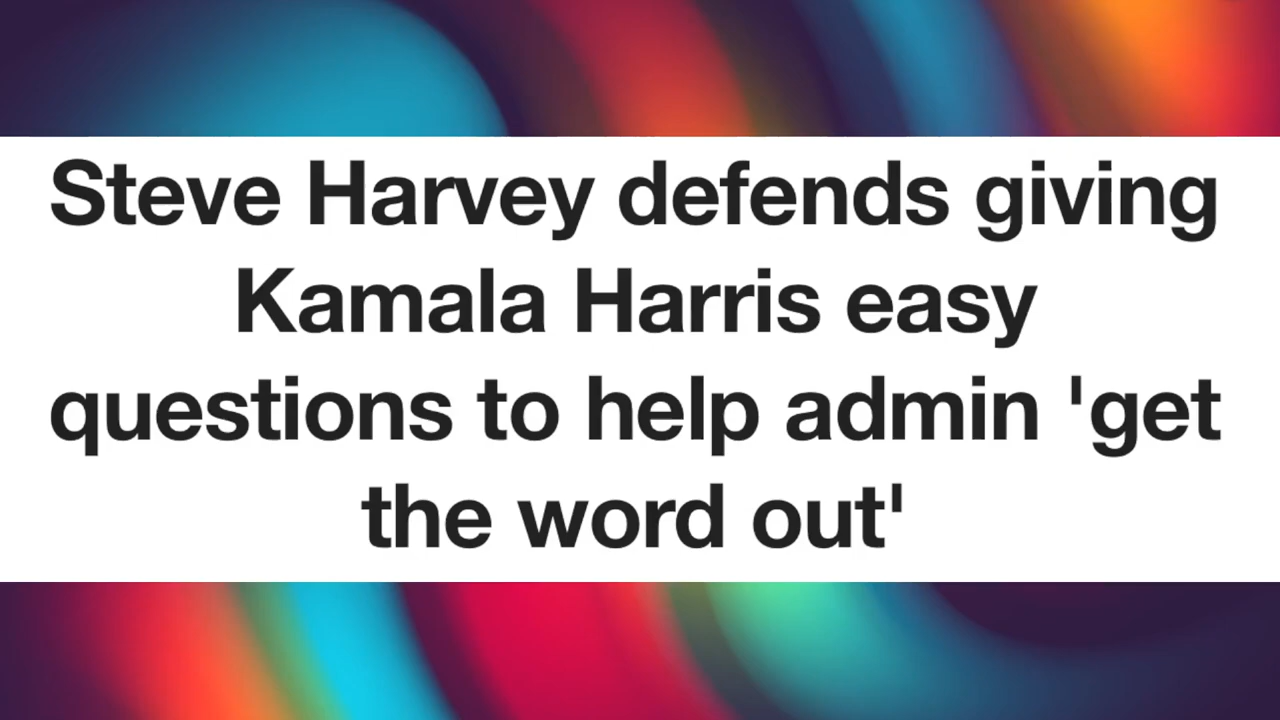 Steve Harvey defends giving
Kamala Harris easy
questions to help admin 'get
the word out'